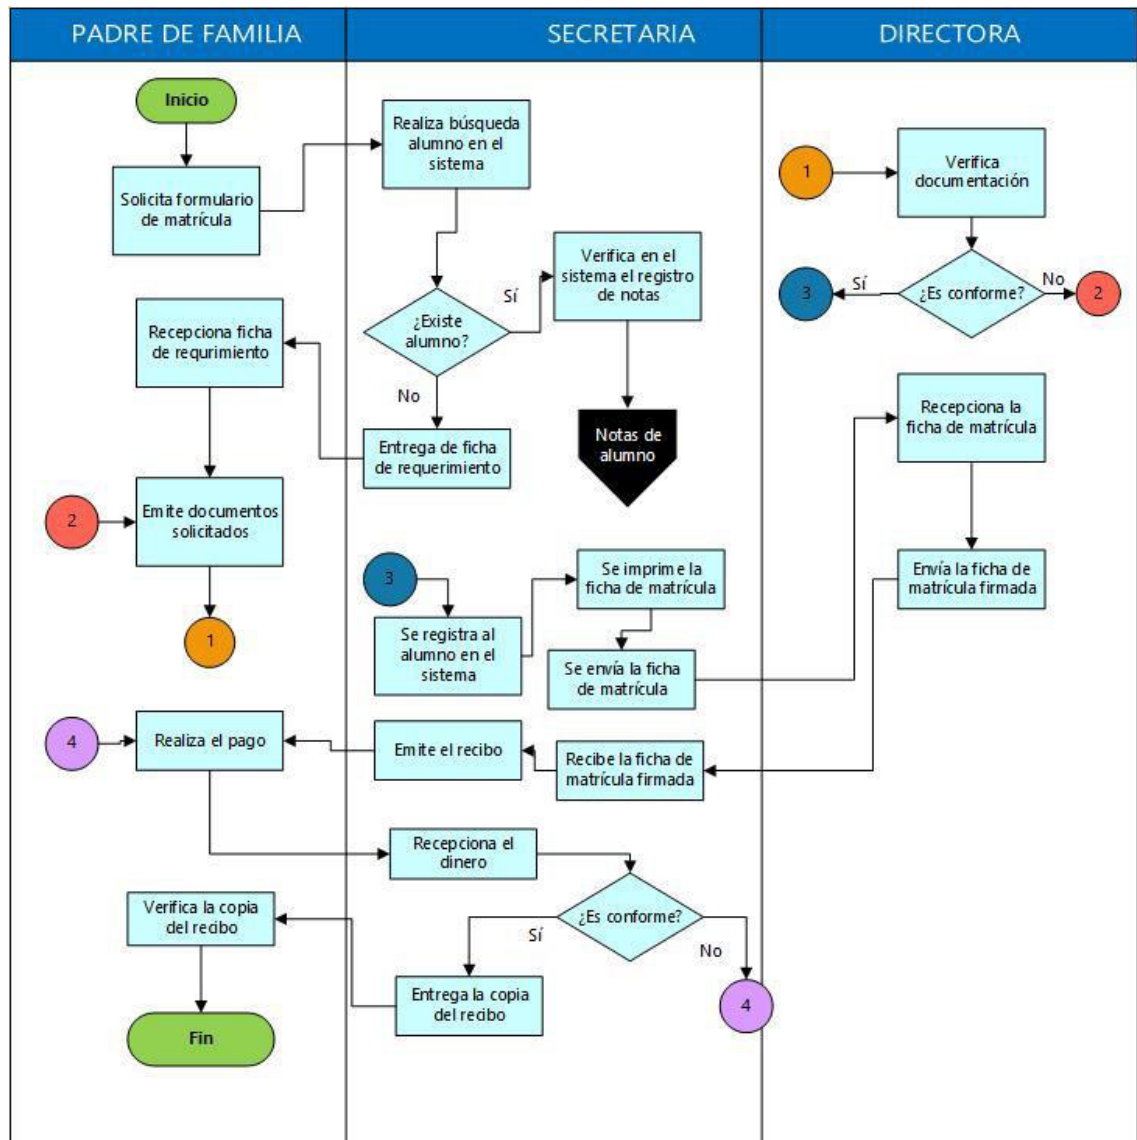 PADRE DE FAMILIA
SECRETARIA
DIRECTORA
Inicio
Solicita formulario
de matrícula
Realiza búsqueda
alumno en el
sistema
1
Verifica
documentación
¿Existe
alumno?
Sí
No
Verifica en el
sistema el registro
de notas
Notas de
alumno
3
Sí
¿Es conforme?
No
2
Recepciona ficha
de requrimiento
Entrega de ficha
de requerimiento
Recepciona la
ficha de matrícula
2
Emite documentos
solicitados
1
3
Se registra al
alumno en el
sistema
Se imprime la
ficha de matrícula
Se envía la ficha
de matrícula
Envía la ficha de
matrícula firmada
4
Realiza el pago
Emite el recibo
Recibe la ficha de
matrícula firmada
Recepciona el
dinero
¿Es conforme?
Sí
No
4
Verifica la copia
del recibo
Entrega la copia
del recibo
Fin